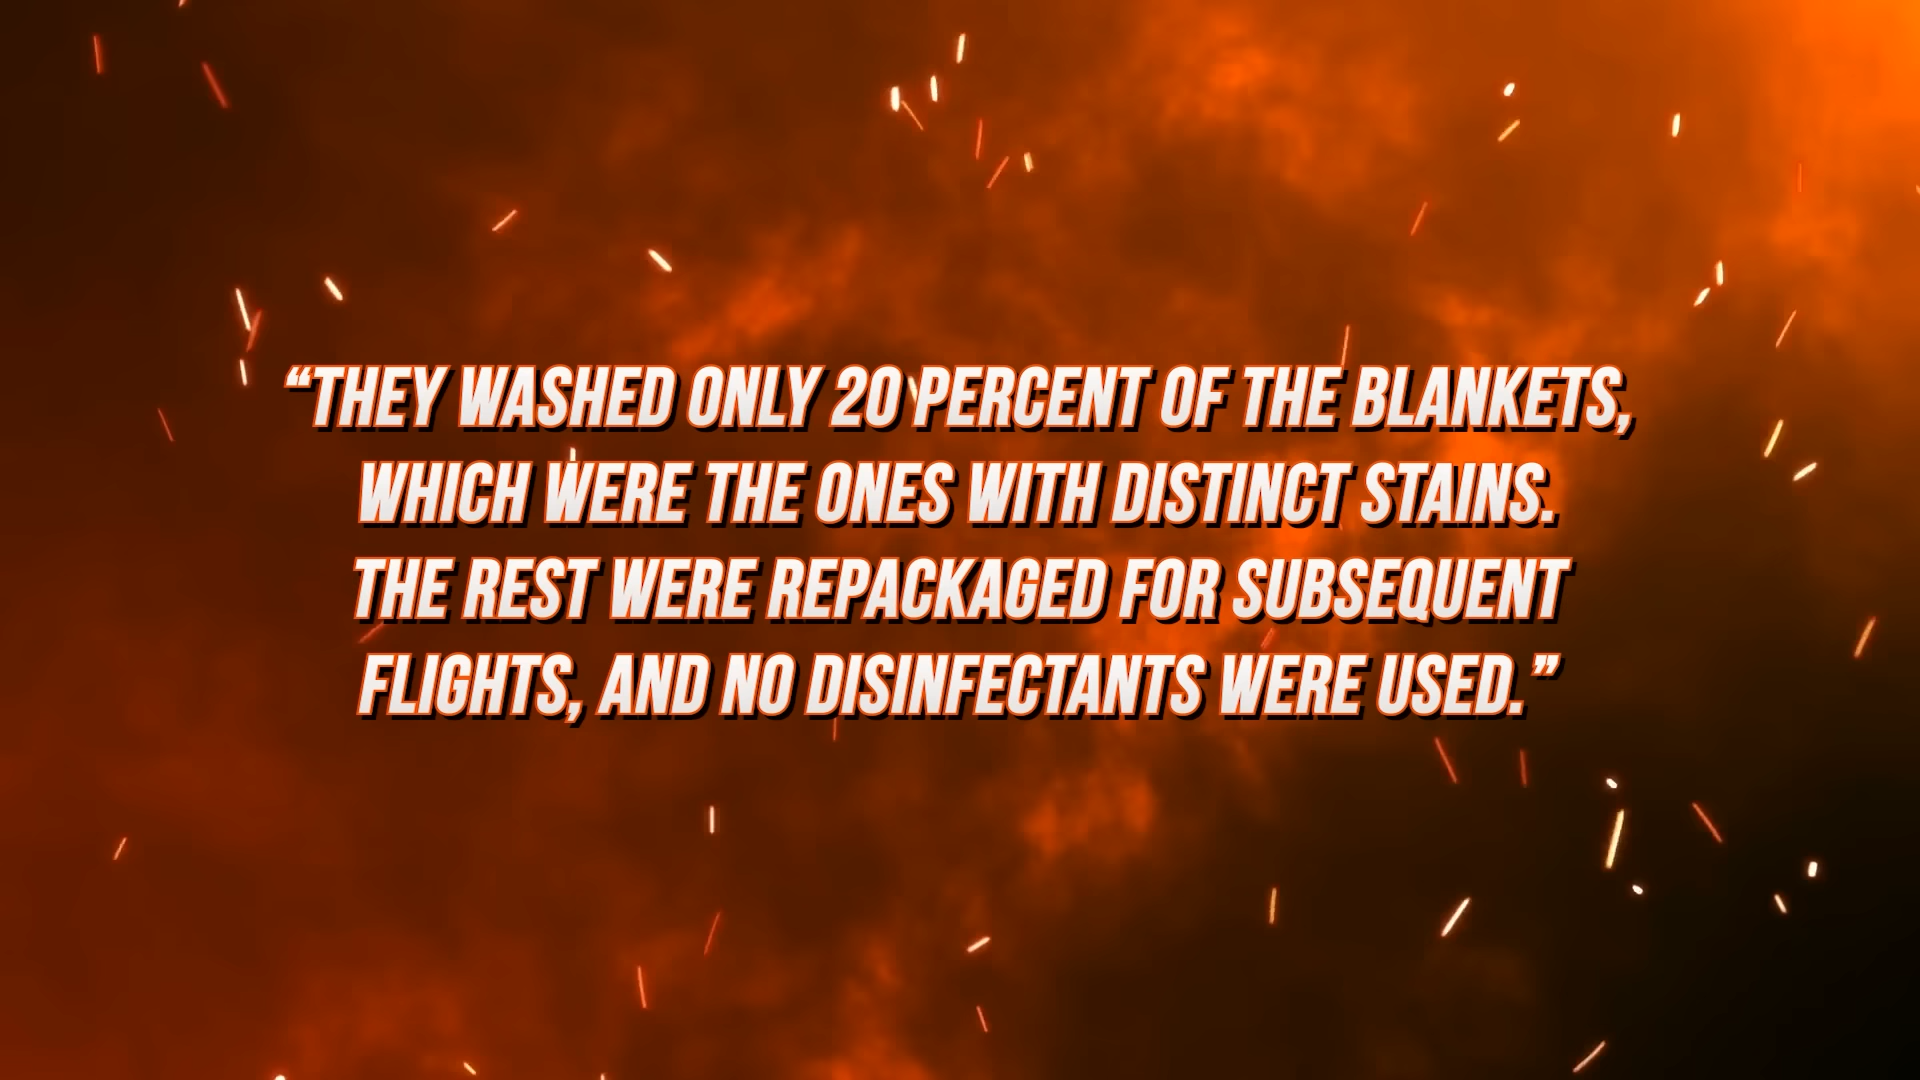 “THEY WASHED ONLY 20 PERCENT OF THE BLANKETS,
WHICH WERE THE ONES WITH DISTINCT STAINS.
THE REST WERE REPACKAGED FOR SUBSEQUENT
FLIGHTS, AND NO DISINFECTANTS WERE USED.”